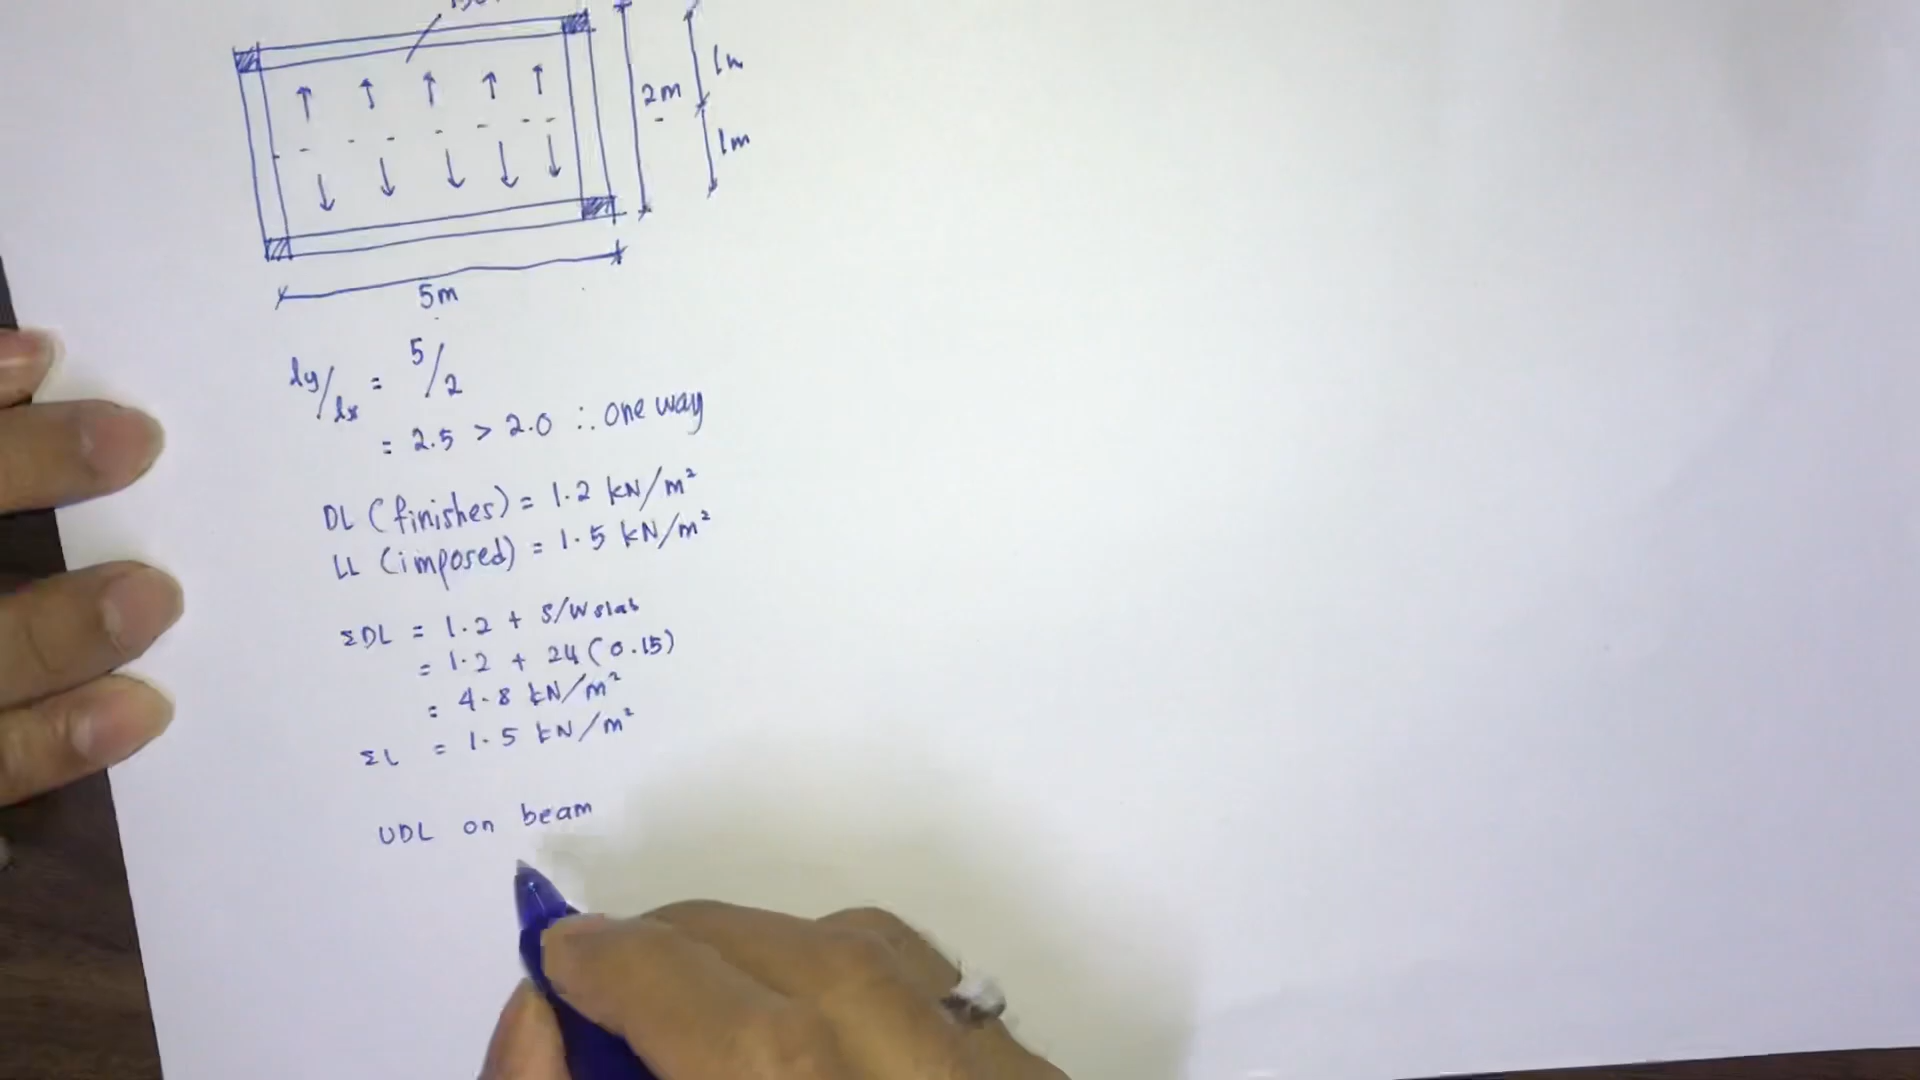 2m
1m
1m
5m
ly/lx = 5/2
= 2.5 > 2.0 ∴ one way
DL (finishes) = 1.2 kN/m²
LL (imposed) = 1.5 kN/m²
ΣDL = 1.2 + S/W slab
= 1.2 + 24(0.15)
= 4.8 kN/m²
ΣL = 1.5 kN/m²
UDL on beam